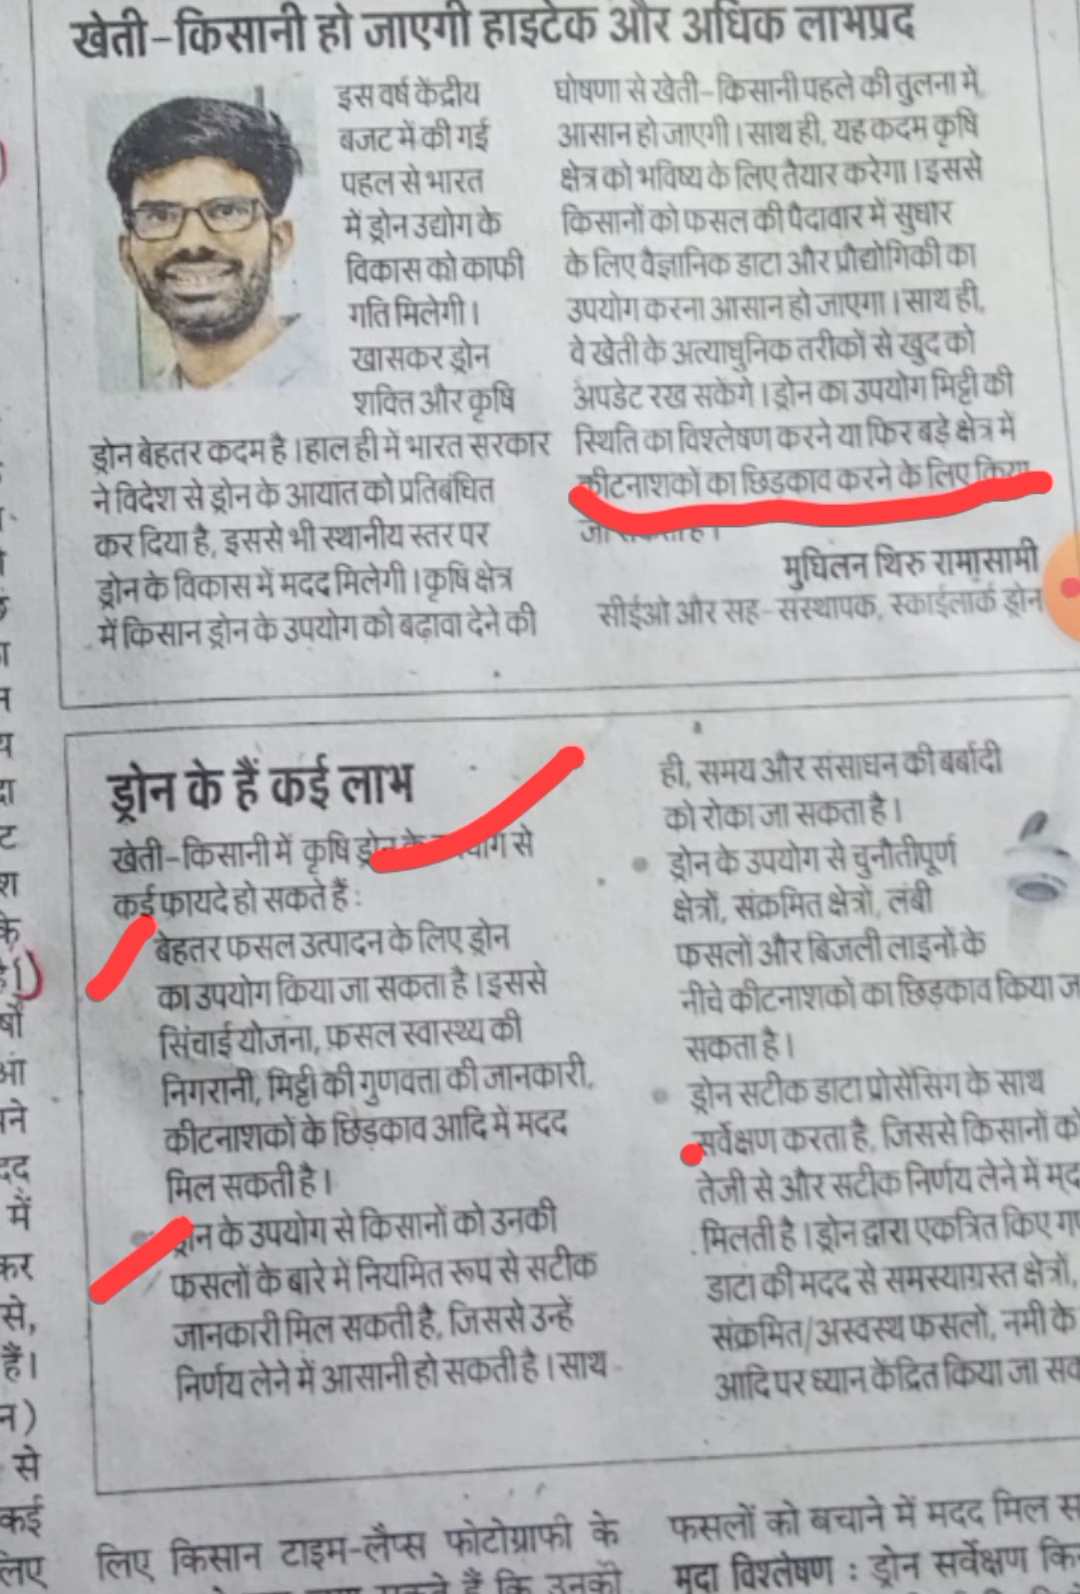 खेती-किसानी हो जाएगी हाइटेक और अधिक लाभप्रद
इस वर्ष केंद्रीय
बजट में की गई
पहल से भारत
में ड्रोन उद्योग के
विकास को काफी
गति मिलेगी।
खासकर ड्रोन
शक्ति और कृषि
ड्रोन बेहतर कदम है। हाल ही में भारत सरकार
ने विदेश से ड्रोन के आयात को प्रतिबंधित
कर दिया है, इससे भी स्थानीय स्तर पर
ड्रोन के विकास में मदद मिलेगी। कृषि क्षेत्र
में किसान ड्रोन के उपयोग को बढ़ावा देने की
घोषणा से खेती-किसानी पहले की तुलना में
आसान हो जाएगी। साथ ही, यह कदम कृषि
क्षेत्र को भविष्य के लिए तैयार करेगा। इससे
किसानों को फसल की पैदावार में सुधार
के लिए वैज्ञानिक डाटा और प्रौद्योगिकी का
उपयोग करना आसान हो जाएगा। साथ ही,
वे खेती के अत्याधुनिक तरीकों से खुद को
अपडेट रख सकेंगे। ड्रोन का उपयोग मिट्टी की
स्थिति का विश्लेषण करने या फिर बड़े क्षेत्र में
कीटनाशकों का छिड़काव करने के लिए किया
मुघिलन थिरु रामासामी
सीईओ और सह-संस्थापक, स्काईलार्क ड्रोन
ड्रोन के हैं कई लाभ
खेती-किसानी में कृषि से
कई फायदे हो सकते हैं :
बेहतर फसल उत्पादन के लिए ड्रोन
का उपयोग किया जा सकता है। इससे
सिंचाई योजना, फसल स्वास्थ्य की
निगरानी, मिट्टी की गुणवत्ता की जानकारी,
कीटनाशकों के छिड़काव आदि में मदद
मिल सकती है।
के उपयोग से किसानों को उनकी
फसलों के बारे में नियमित रूप से सटीक
जानकारी मिल सकती है, जिससे उन्हें
निर्णय लेने में आसानी हो सकती है। साथ
ही, समय और संसाधन की बर्बादी
को रोका जा सकता है।
ड्रोन के उपयोग से चुनौतीपूर्ण
क्षेत्रों, संक्रमित क्षेत्रों, लंबी
फसलों और बिजली लाइनों के
नीचे कीटनाशकों का छिड़काव किया
सकता है।
ड्रोन सटीक डाटा प्रोसेसिंग के साथ
सर्वेक्षण करता है, जिससे किसानों को
तेजी से और सटीक निर्णय लेने में
मिलती है। ड्रोन द्वारा एकत्रित किए
डाटा की मदद से समस्याग्रस्त क्षेत्रों,
संक्रमित/अस्वस्थ फसलों, नमी के
आदि पर ध्यान केंद्रित किया जा
लिए किसान टाइम-लैप्स फोटोग्राफी के
फसलों को बचाने में मदद मिल
मृदा विश्लेषण : ड्रोन सर्वेक्षण